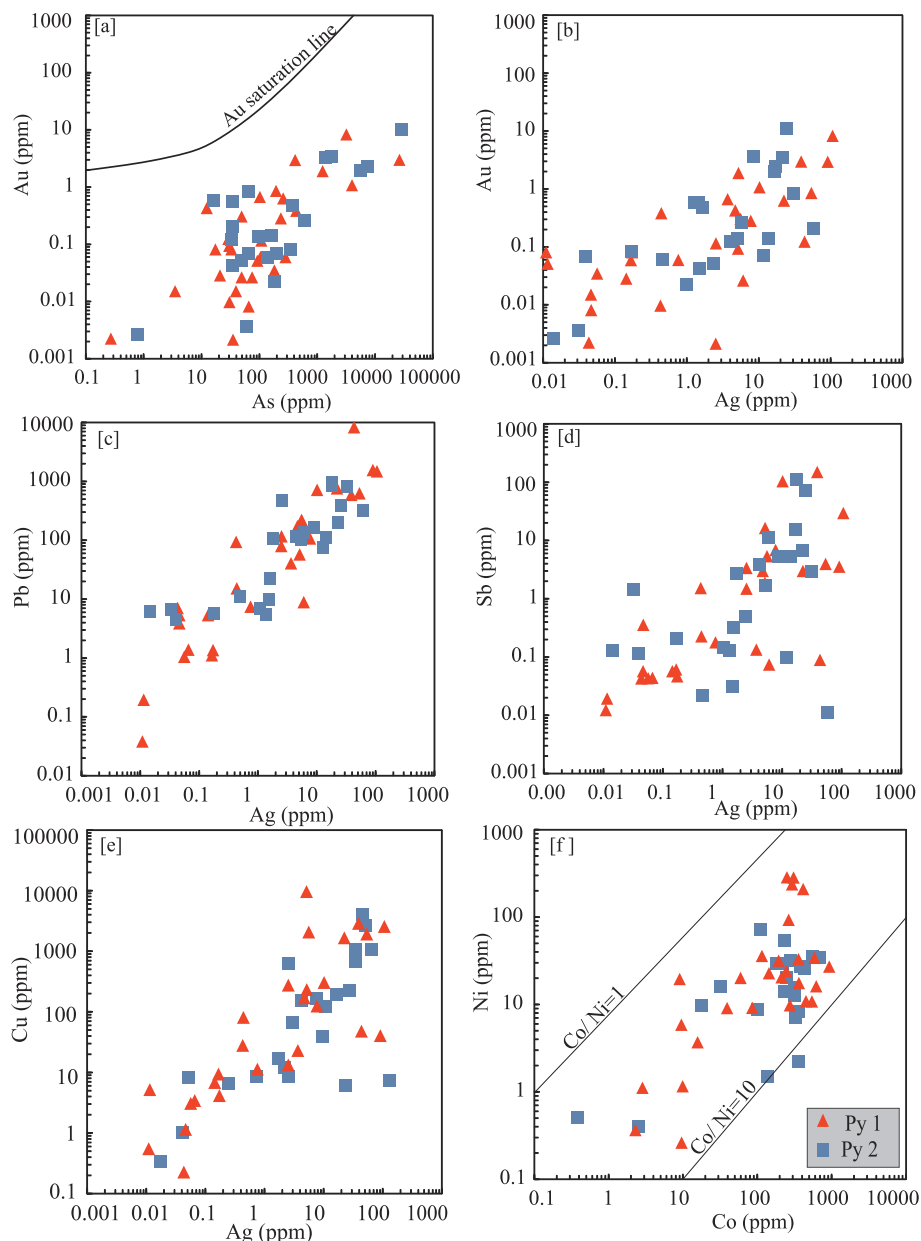 [a]
Au saturation line
1000
100
10
1
0.1
0.01
0.001
Au (ppm)
0.1 1 10 100 1000 10000 100000
As (ppm)
[b]
1000
100
10
1
0.1
0.01
0.001
Au (ppm)
0.01 0.1 1.0 10 100 1000
Ag (ppm)
[c]
10000
1000
100
10
1
0.1
0.01
Pb (ppm)
0.00 0.01 0.1 1 10 100 1000
Ag (ppm)
[d]
1000
100
10
1
0.1
0.01
0.001
Sb (ppm)
0.00 0.01 0.1 1 10 100 1000
Ag (ppm)
[e]
100000
10000
1000
100
10
1
0.1
Cu (ppm)
0.001 0.01 0.1 1 10 100 1000
Ag (ppm)
[f]
1000
100
10
1
0.1
Ni (ppm)
Co/ Ni=1
Co/ Ni=10
Py 1
Py 2
0.1 1 10 100 1000 10000
Co (ppm)